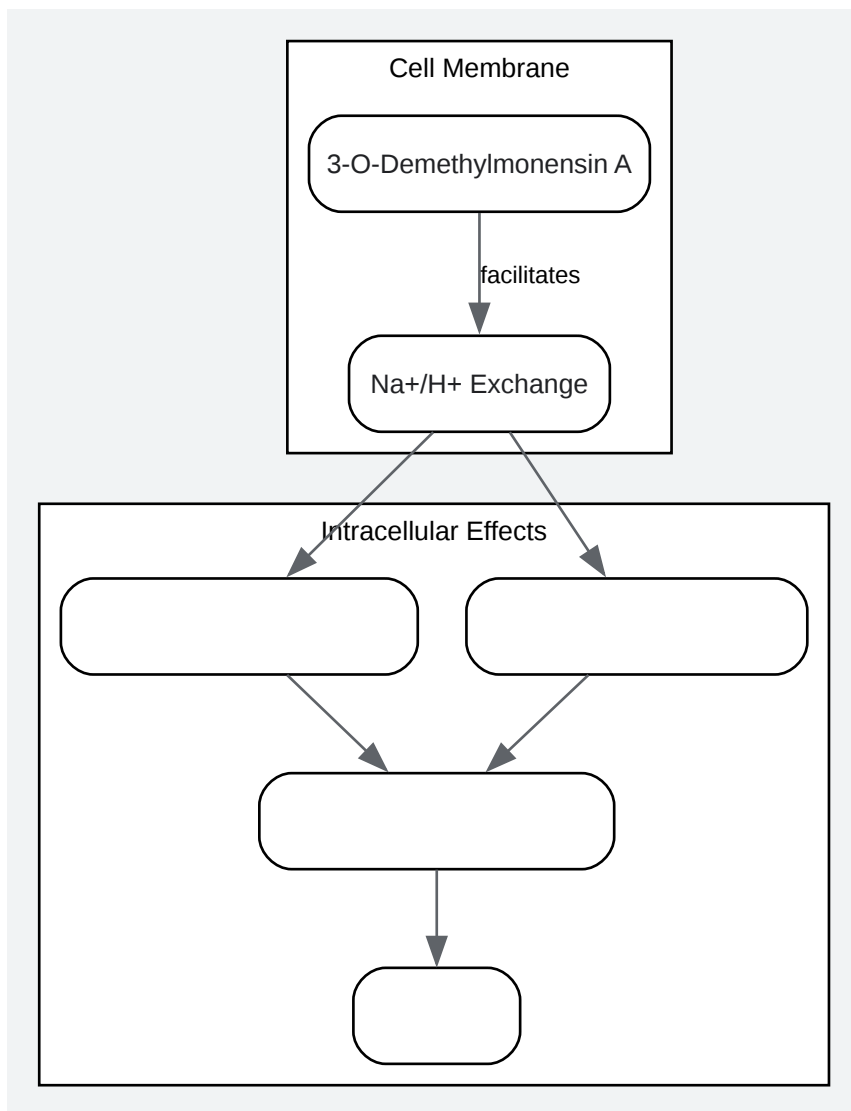 Cell Membrane
3-O-Demethylmonensin A
facilitates
Na+/H+ Exchange
Intracellular Effects